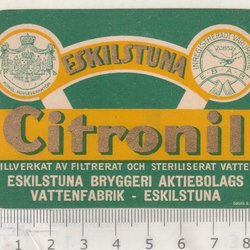 ESKILSTUNA
Citronil
TILLVERKAT AV FILTRERAT OCH STERILISERAT VATTEN
ESKILSTUNA BRYGGERI AKTIEBOLAGS
VATTENFABRIK - ESKILSTUNA